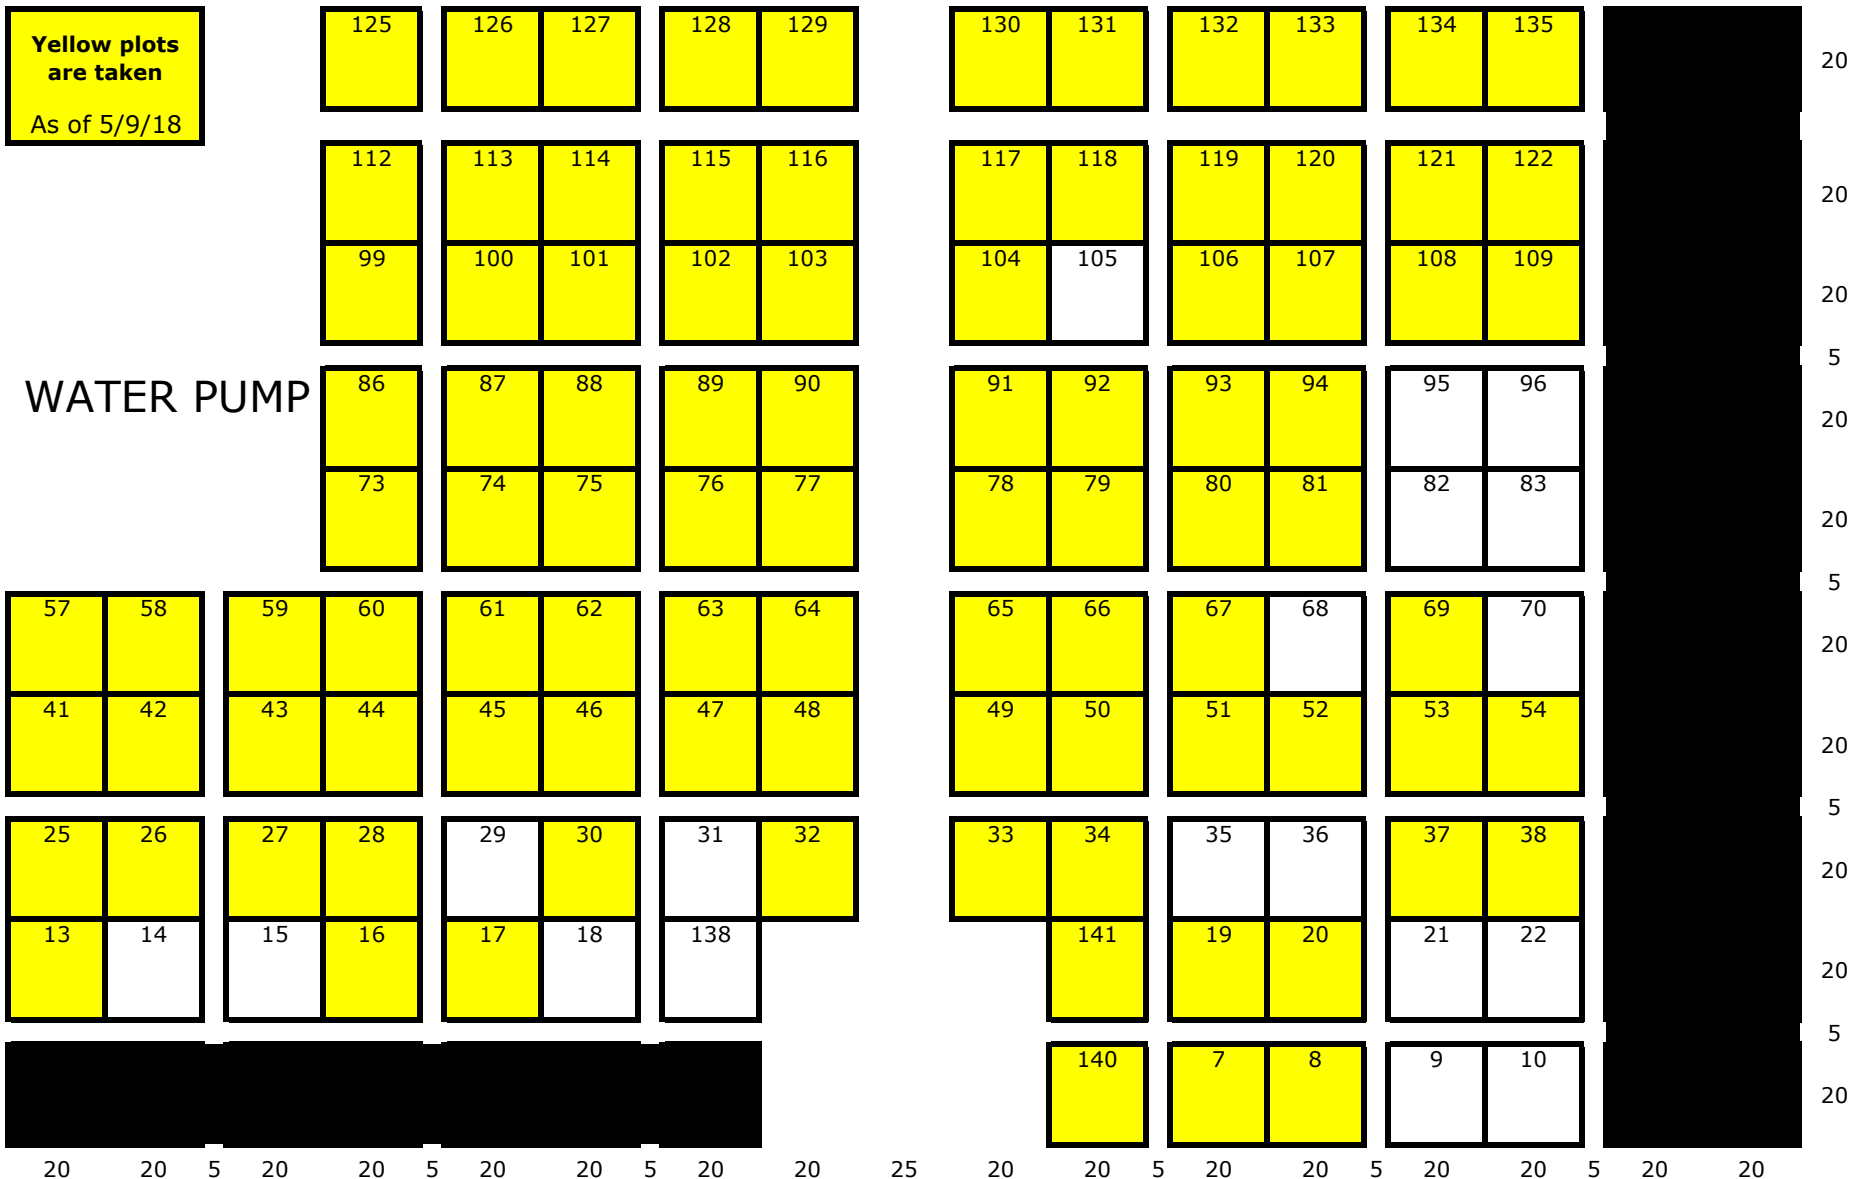 Yellow plots
are taken
As of 5/9/18
125 126 127 128 129 130 131 132 133 134 135
20
112 113 114 115 116 117 118 119 120 121 122
20
99 100 101 102 103 104 105 106 107 108 109
20
5
WATER PUMP 86 87 88 89 90 91 92 93 94 95 96
20
73 74 75 76 77 78 79 80 81 82 83
20
5
57 58 59 60 61 62 63 64 65 66 67 68 69 70
20
41 42 43 44 45 46 47 48 49 50 51 52 53 54
20
5
25 26 27 28 29 30 31 32 33 34 35 36 37 38
20
13 14 15 16 17 18 138 141 19 20 21 22
20
5
140 7 8 9 10
20
20 20 5 20 20 5 20 20 5 20 20 25 20 20 5 20 20 5 20 20 5 20 20